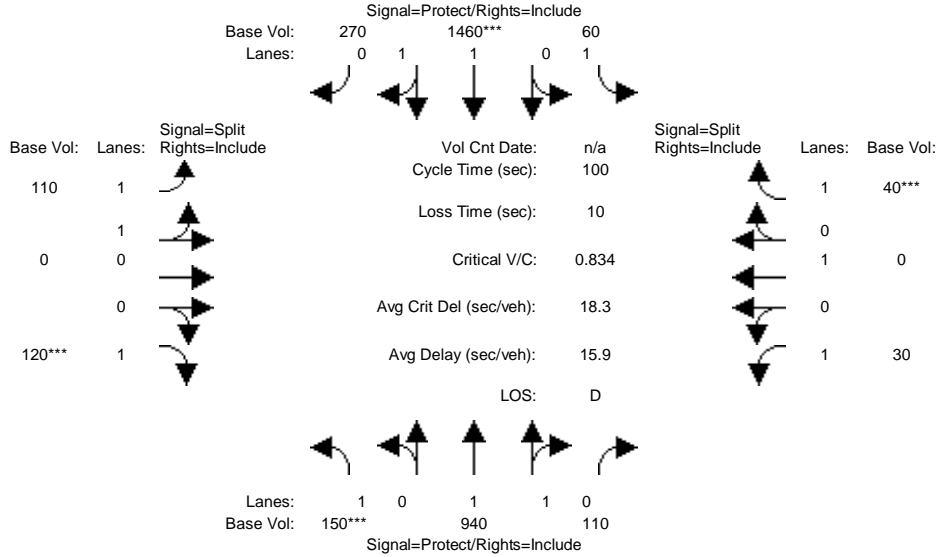 Signal=Protect/Rights=Include
Base Vol: 270 1460*** 60
Lanes: 0 1 1 0 1
Signal=Split
Rights=Include
Base Vol: Lanes:
110 1
1
0 0
0
120*** 1
Vol Cnt Date: n/a
Cycle Time (sec): 100
Loss Time (sec): 10
Critical V/C: 0.834
Avg Crit Del (sec/veh): 18.3
Avg Delay (sec/veh): 15.9
LOS: D
Signal=Split
Rights=Include
Lanes: Base Vol:
1 40***
0
1 0
0
1 30
Lanes: 1 0 1 1 0
Base Vol: 150*** 940 110
Signal=Protect/Rights=Include